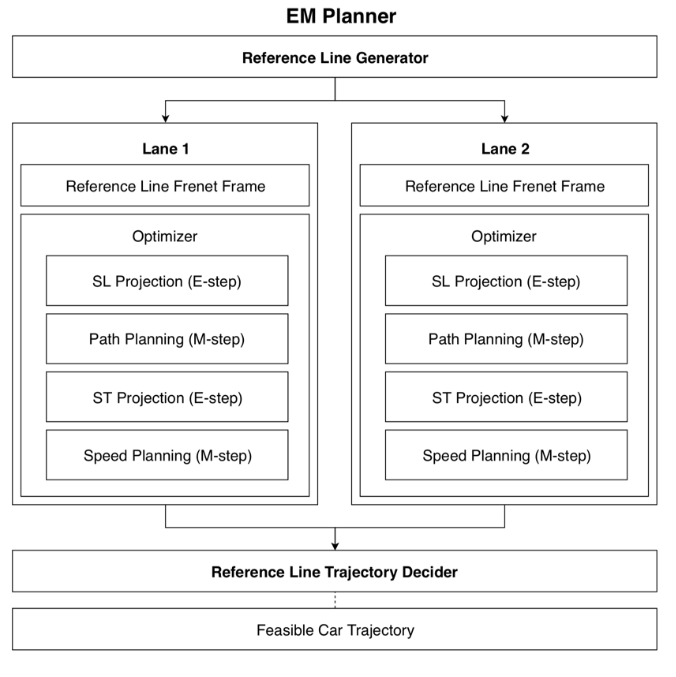 EM Planner
Reference Line Generator
Lane 1
Reference Line Frenet Frame
Optimizer
SL Projection (E-step)
Path Planning (M-step)
ST Projection (E-step)
Speed Planning (M-step)
Lane 2
Reference Line Frenet Frame
Optimizer
SL Projection (E-step)
Path Planning (M-step)
ST Projection (E-step)
Speed Planning (M-step)
Reference Line Trajectory Decider
Feasible Car Trajectory